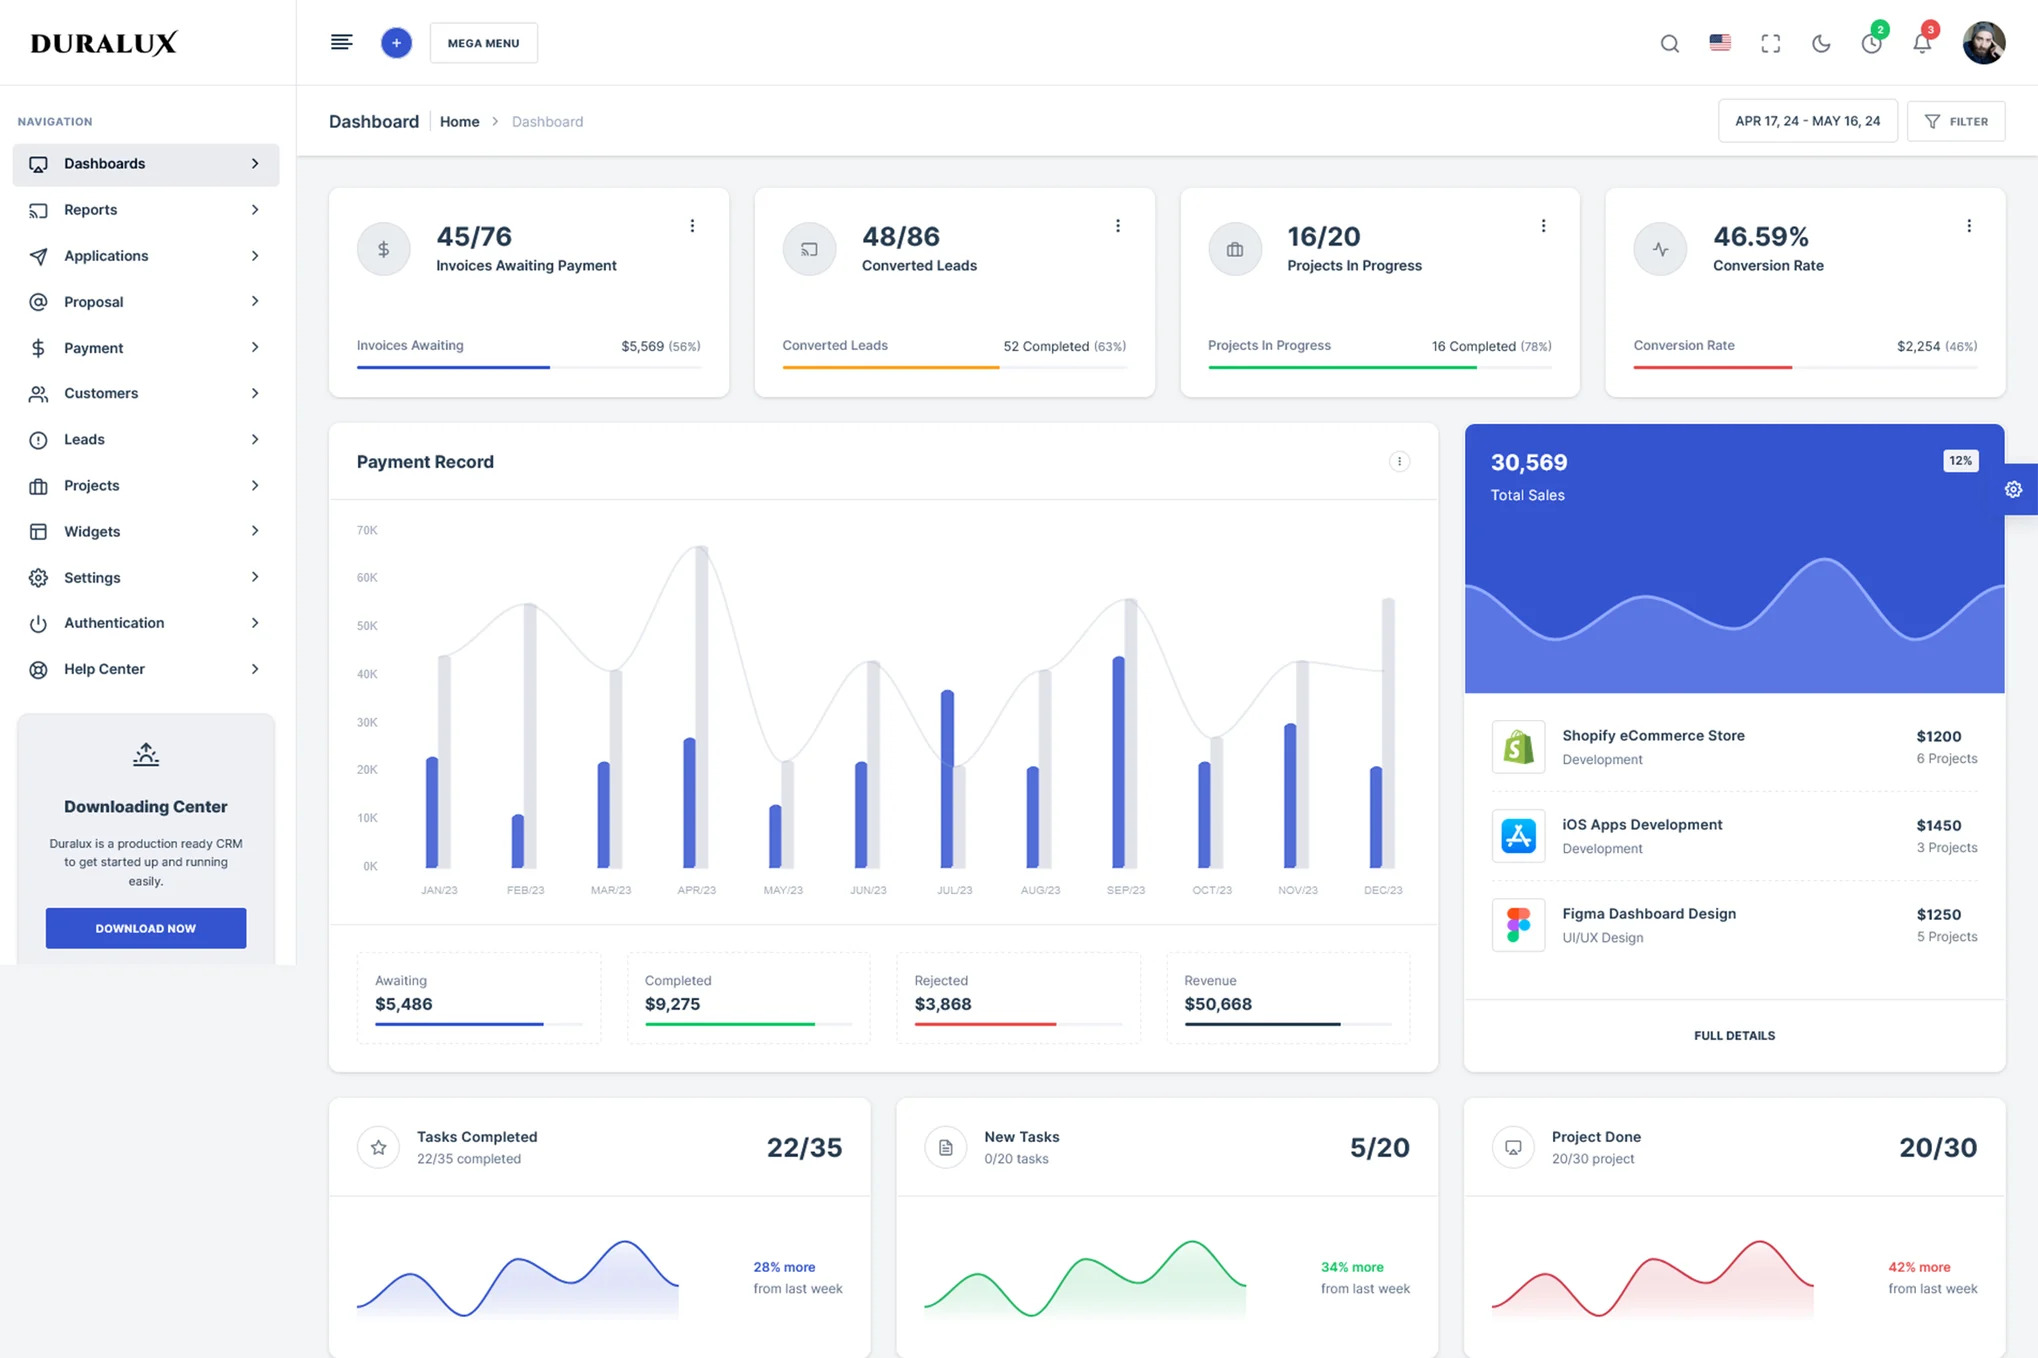 DURALUX
+
MEGA MENU
2
3
NAVIGATION
Dashboards
Reports
Applications
Proposal
Payment
Customers
Leads
Projects
Widgets
Settings
Authentication
Help Center
Downloading Center
Duralux is a production ready CRM
to get started up and running
easily.
DOWNLOAD NOW
Dashboard
Home > Dashboard
APR 17, 24 - MAY 16, 24
FILTER
45/76
Invoices Awaiting Payment
Invoices Awaiting
$5,569 (56%)
48/86
Converted Leads
Converted Leads
52 Completed (63%)
16/20
Projects In Progress
Projects In Progress
16 Completed (78%)
46.59%
Conversion Rate
Conversion Rate
$2,254 (46%)
Payment Record
70K
60K
50K
40K
30K
20K
10K
0K
JAN/23 FEB/23 MAR/23 APR/23 MAY/23 JUN/23 JUL/23 AUG/23 SEP/23 OCT/23 NOV/23 DEC/23
Awaiting
$5,486
Completed
$9,275
Rejected
$3,868
Revenue
$50,668
30,569
12%
Total Sales
Shopify eCommerce Store
$1200
Development
6 Projects
iOS Apps Development
$1450
Development
3 Projects
Figma Dashboard Design
$1250
UI/UX Design
5 Projects
FULL DETAILS
Tasks Completed
22/35 completed
22/35
28% more
from last week
New Tasks
0/20 tasks
5/20
34% more
from last week
Project Done
20/30 project
20/30
42% more
from last week